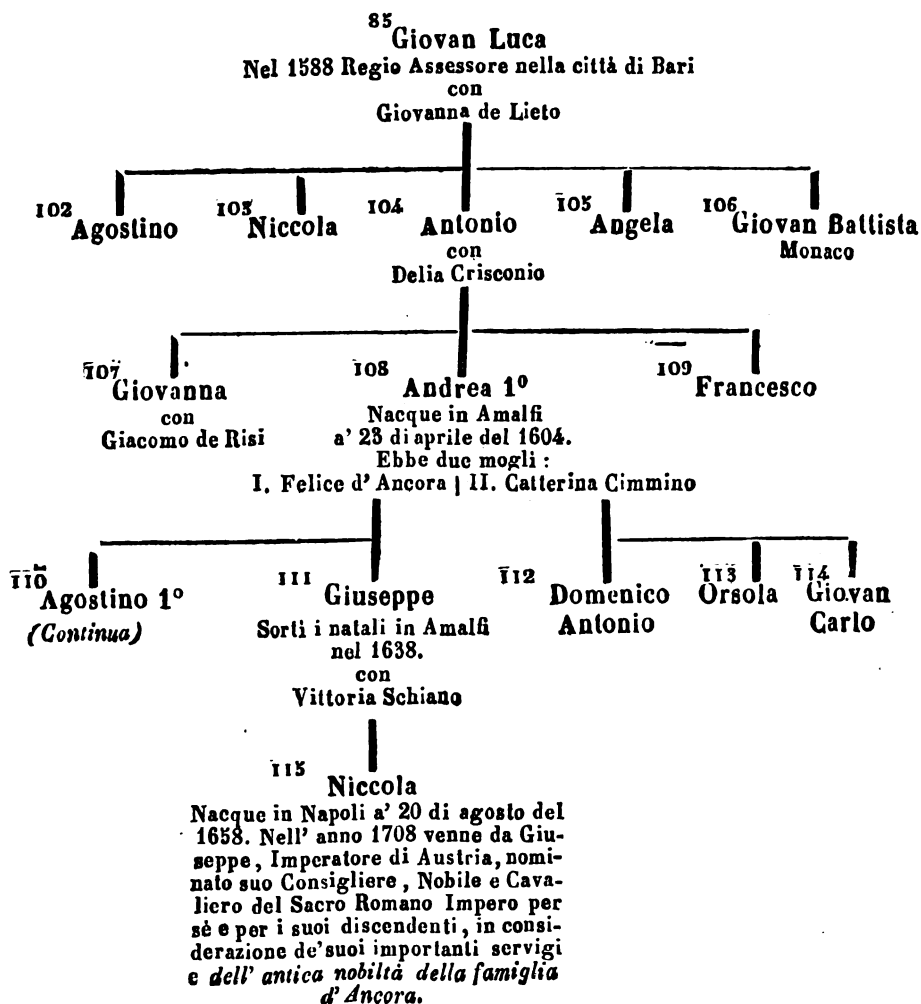 85
Giovan Luca
Nel 1588 Regio Assessore nella città di Bari
con
Giovanna de Lieto
102 103 104 105 106
Agostino Niccola Antonio Angela Giovan Battista
con Monaco
Delia Crisconio
107 108 109
Giovanna Andrea 1º Francesco
con Nacque in Amalfi
Giacomo de Risi a' 23 di aprile del 1604.
Ebbe due mogli :
I. Felice d' Ancora | II. Catterina Cimmino
110 111 112 113 114
Agostino 1º Giuseppe Domenico Orsola Giovan
(Continua) Sortì i natali in Amalfi Antonio Carlo
nel 1638.
con
Vittoria Schiano
115
Niccola
Nacque in Napoli a' 20 di agosto del
1658. Nell' anno 1708 venne da Giu-
seppe, Imperatore di Austria, nomi-
nato suo Consigliere, Nobile e Cava-
liero del Sacro Romano Impero per
sè e per i suoi discendenti, in consi-
derazione de' suoi importanti servigi
e dell' antica nobiltà della famiglia
d' Ancora.